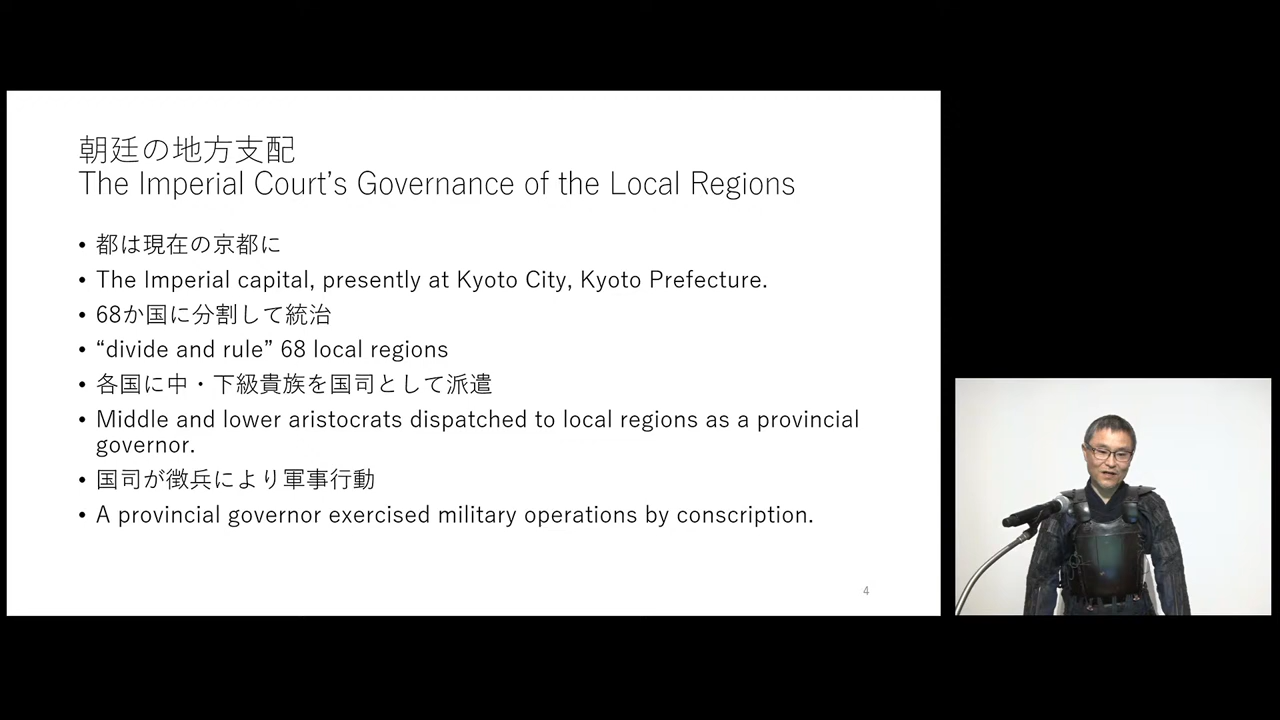 朝廷の地方支配
The Imperial Court’s Governance of the Local Regions
• 都は現在の京都に
• The Imperial capital, presently at Kyoto City, Kyoto Prefecture.
• 68か国に分割して統治
• “divide and rule” 68 local regions
• 各国に中・下級貴族を国司として派遣
• Middle and lower aristocrats dispatched to local regions as a provincial
governor.
• 国司が徴兵により軍事行動
• A provincial governor exercised military operations by conscription.
4